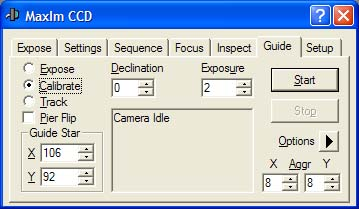 MaxIm CCD
Expose Settings Sequence Focus Inspect Guide Setup
Expose
Calibrate
Track
Pier Flip
Guide Star
X 106
Y 92
Declination
0
Exposure
2
Camera Idle
Start
Stop
Options
X Aggr Y
8 8